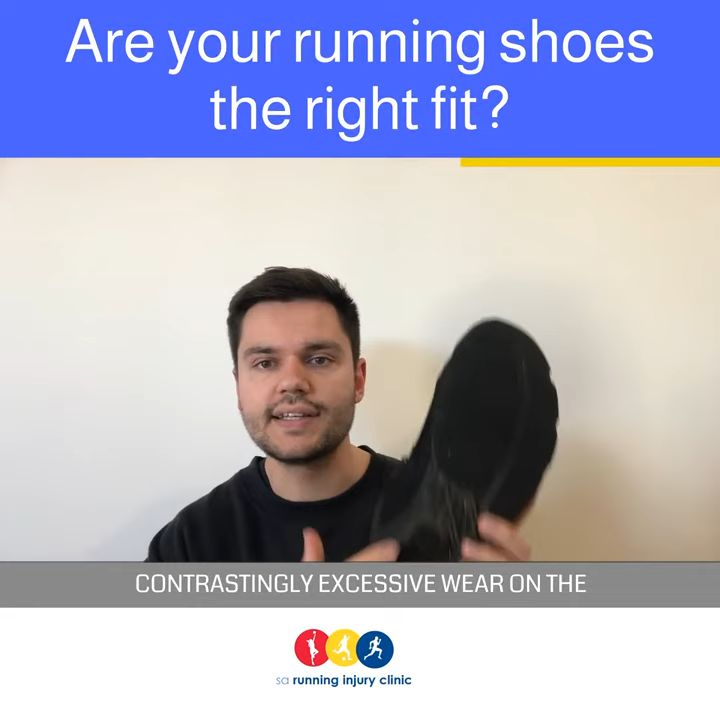 Are your running shoes
the right fit?
CONTRASTINGLY EXCESSIVE WEAR ON THE
sa running injury clinic